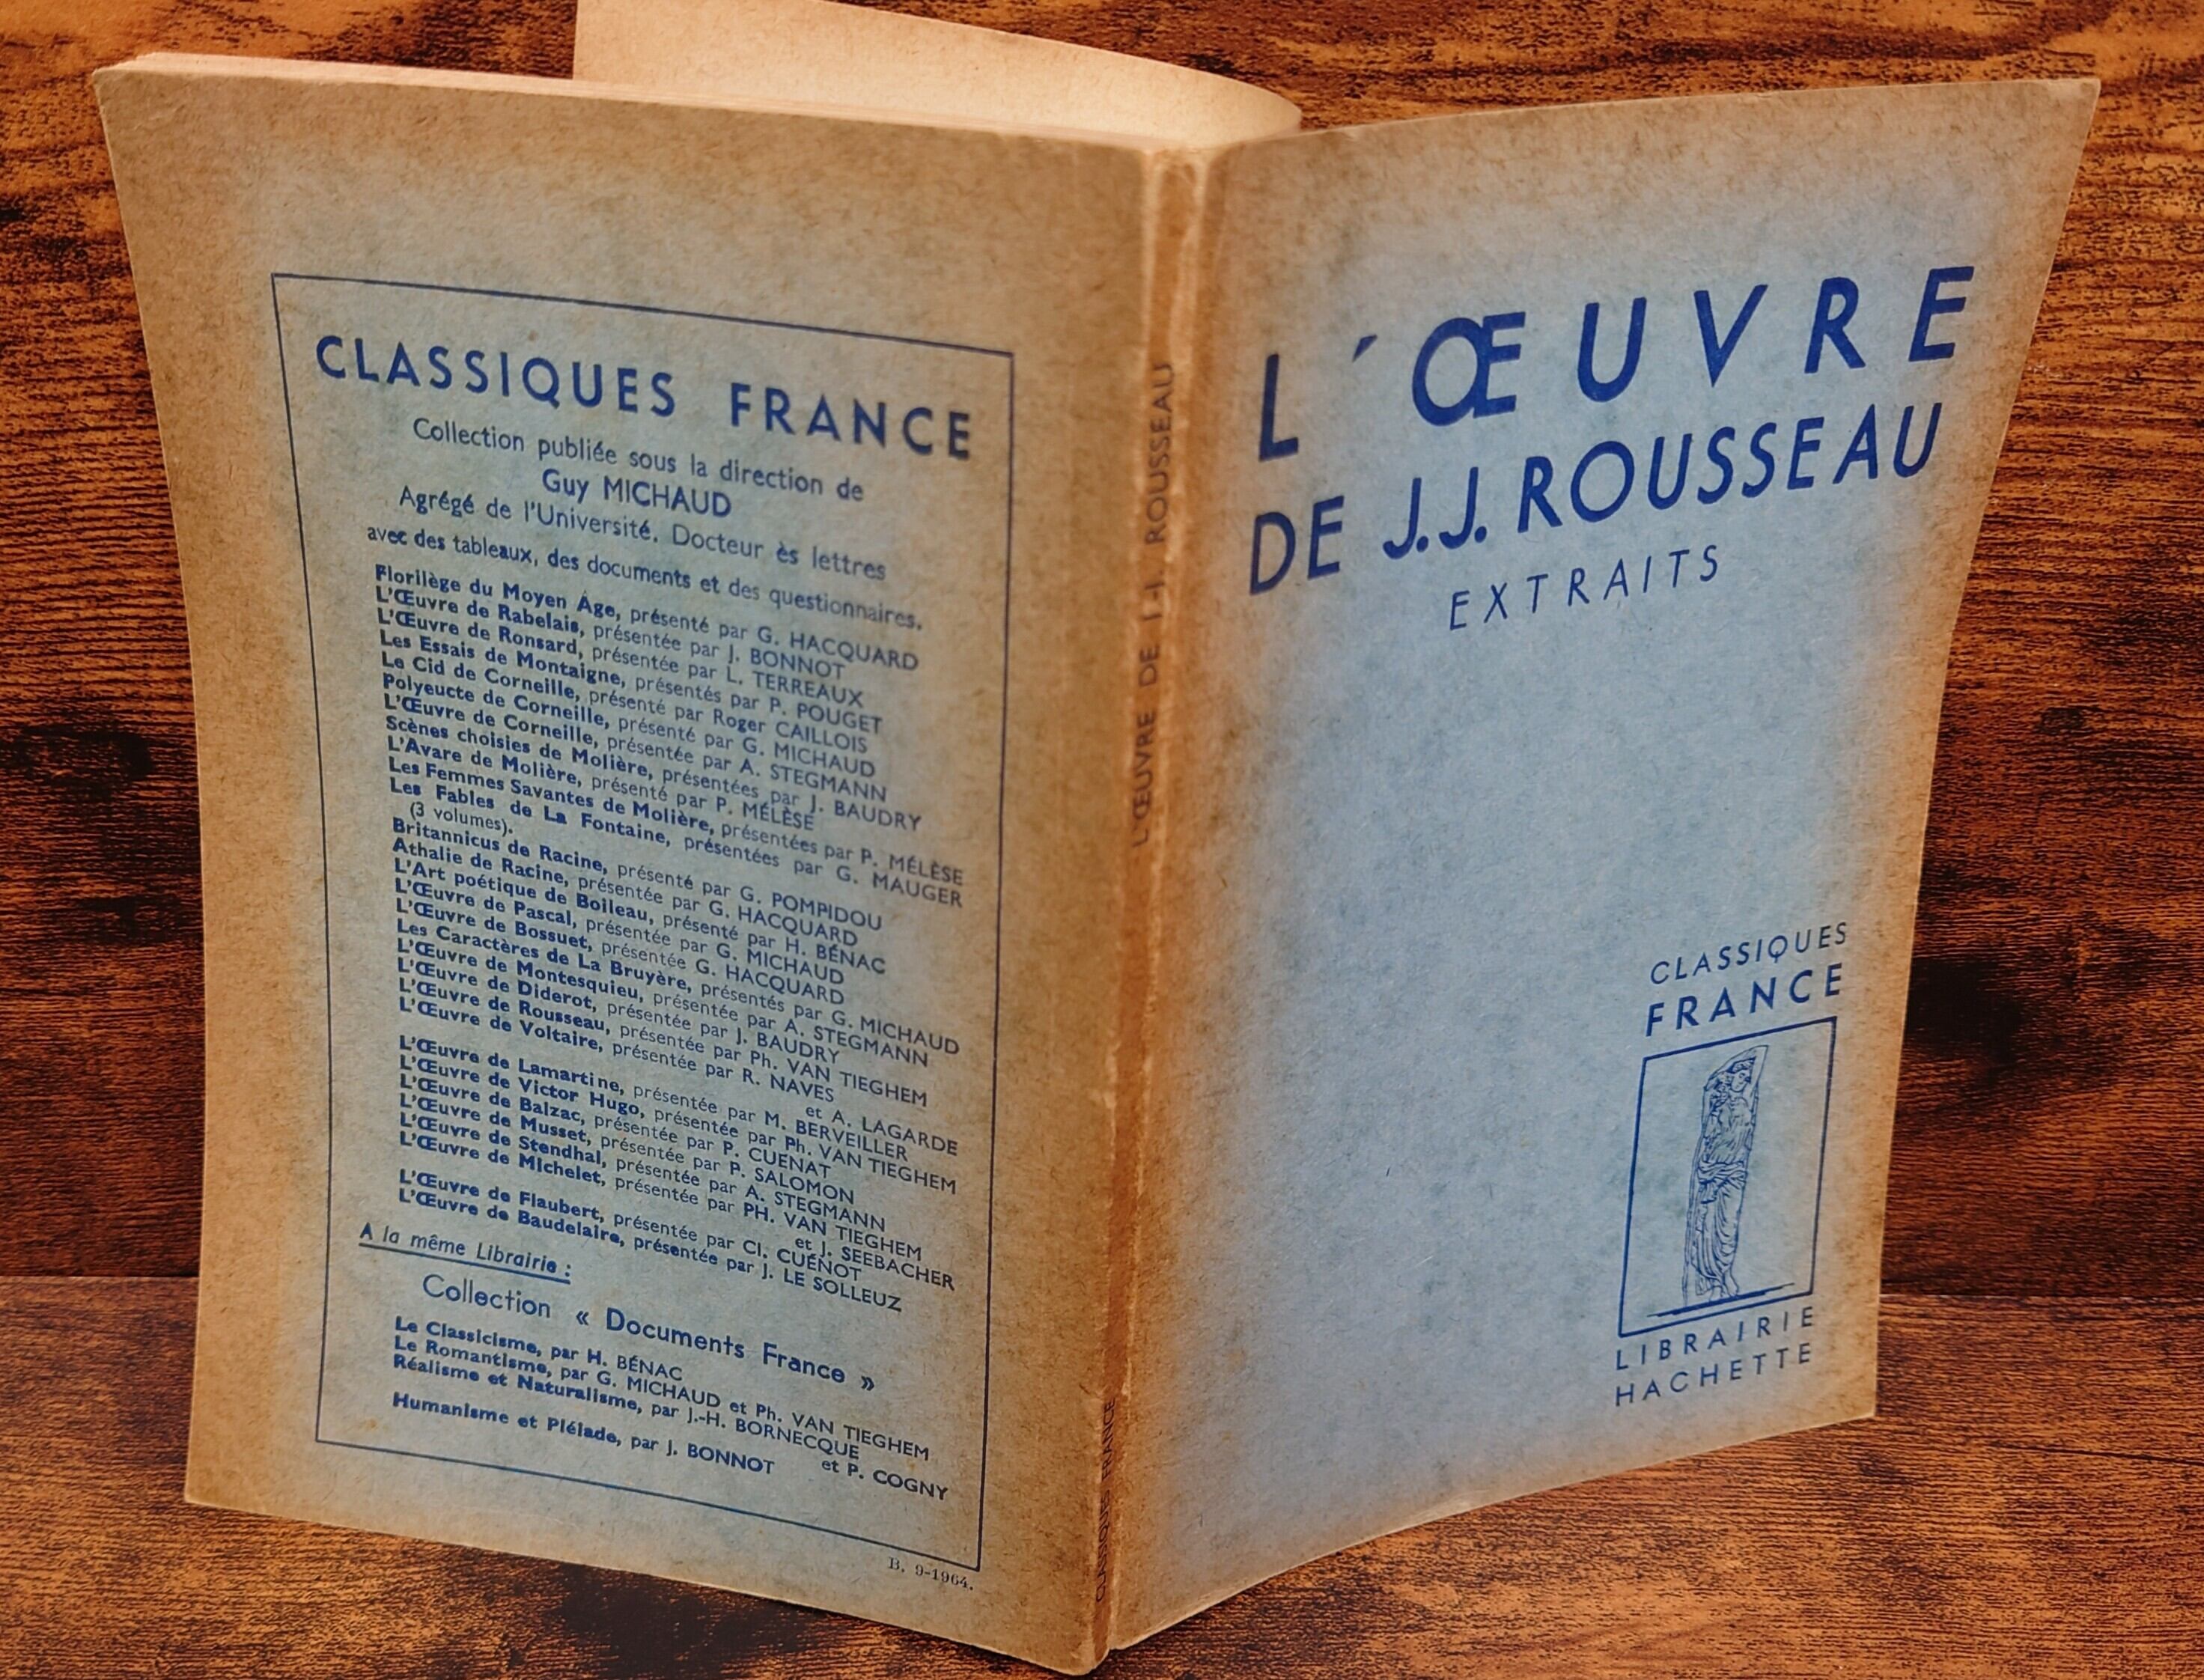 CLASSIQUES FRANCE
Collection publiée sous la direction de
Guy MICHAUD
Agrégé de l'Université. Docteur ès lettres
avec des tableaux, des documents et des questionnaires.
Florilège du Moyen Âge, présenté par G. HACQUARD
L'Œuvre de Rabelais, présentée par J. BONNOT
L'Œuvre de Ronsard, présentée par L. TERREAUX
Les Essais de Montaigne, présentés par P. POUGET
Le Cid de Corneille, présenté par Roger CAILLOIS
Polyeucte de Corneille, présenté par G. MICHAUD
L'Œuvre de Corneille, présentée par A. STEGMANN
Scènes choisies de Molière, présentées par J. BAUDRY
L'Avare de Molière, présenté par P. MÉLÈSE
Les Femmes Savantes de Molière, présentées par P. MÉLÈSE
Les Fables de La Fontaine, présentées par G. MAUGER
(3 volumes).
Britannicus de Racine, présenté par G. POMPIDOU
Athalie de Racine, présentée par G. HACQUARD
L'Art poétique de Boileau, présenté par H. BÉNAC
L'Œuvre de Pascal, présentée par G. MICHAUD
L'Œuvre de Bossuet, présentée G. HACQUARD
Les Caractères de La Bruyère, présentés par G. MICHAUD
L'Œuvre de Montesquieu, présentée par A. STEGMANN
L'Œuvre de Diderot, présentée par J. BAUDRY
L'Œuvre de Rousseau, présentée par Ph. VAN TIEGHEM
L'Œuvre de Voltaire, présentée par R. NAVES
et A. LAGARDE
L'Œuvre de Lamartine, présentée par M. BERVEILLER
L'Œuvre de Victor Hugo, présentée par Ph. VAN TIEGHEM
L'Œuvre de Balzac, présentée par P. CUENAT
L'Œuvre de Musset, présentée par P. SALOMON
L'Œuvre de Stendhal, présentée par A. STEGMANN
L'Œuvre de Michelet, présentée par PH. VAN TIEGHEM
et J. SEEBACHER
L'Œuvre de Flaubert, présentée par Cl. CUÉNOT
L'Œuvre de Baudelaire, présentée par J. LE SOLLEUZ
A la même Librairie :
Collection « Documents France »
Le Classicisme, par H. BÉNAC
Le Romantisme, par G. MICHAUD et Ph. VAN TIEGHEM
Réalisme et Naturalisme, par J.-H. BORNECQUE
et P. COGNY
Humanisme et Pléiade, par J. BONNOT
B. 9-1964.
L'ŒUVRE DE J.-J. ROUSSEAU
CLASSIQUES FRANCE
L'ŒUVRE
DE J.J. ROUSSEAU
EXTRAITS
CLASSIQUES
FRANCE
LIBRAIRIE
HACHETTE